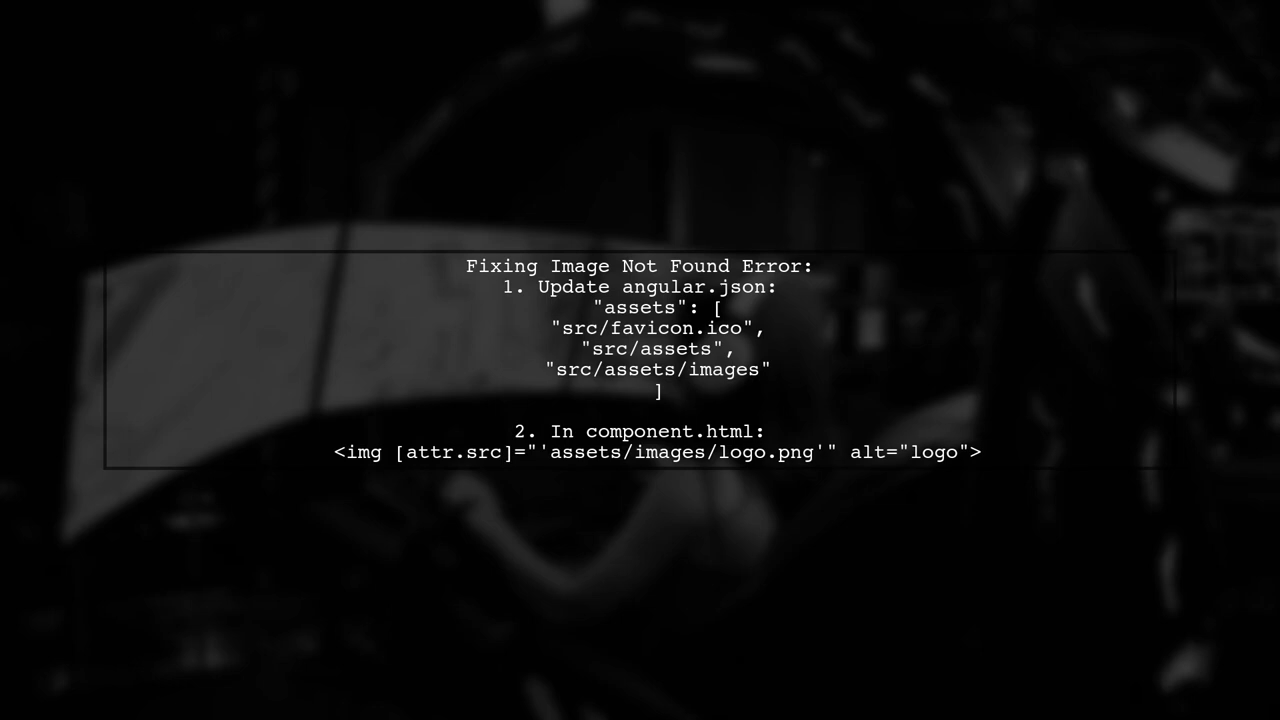 Fixing Image Not Found Error:
1. Update angular.json:
"assets": [
"src/favicon.ico",
"src/assets",
"src/assets/images"
]
2. In component.html:
<img [attr.src]="'assets/images/logo.png'" alt="logo">